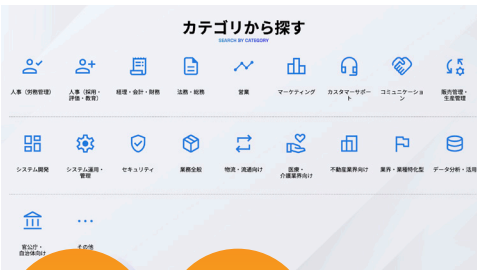 カテゴリから探す
SEARCH BY CATEGORY
人事（労務管理）
人事（採用・
評価・教育）
経理・会計・財務
法務・総務
営業
マーケティング
カスタマーサポー
ト
コミュニケーショ
ン
販売管理・
生産管理
システム開発
システム運用・
管理
セキュリティ
業務全般
物流・流通向け
医療・
介護業界向け
不動産業界向け
業界・業種特化型
データ分析・活用
官公庁・
自治体向け
その他